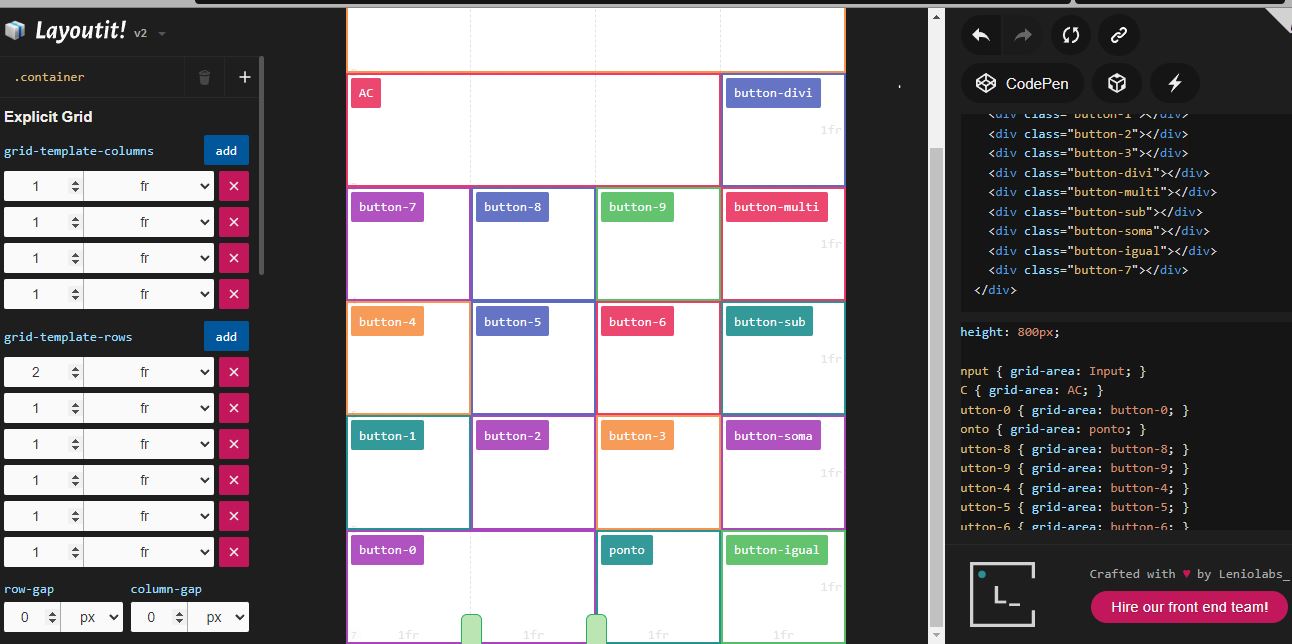 Layoutit! v2
.container
+
Explicit Grid
grid-template-columns
add
1 fr ×
1 fr ×
1 fr ×
1 fr ×
grid-template-rows
add
2 fr ×
1 fr ×
1 fr ×
1 fr ×
1 fr ×
1 fr ×
row-gap
column-gap
0 px
0 px
AC
button-divi
1fr
button-7
button-8
button-9
button-multi
1fr
button-4
button-5
button-6
button-sub
1fr
button-1
button-2
button-3
button-soma
1fr
button-0
ponto
button-igual
1fr
7
1fr
1fr
1fr
1fr
CodePen
<div class="button-1"></div>
<div class="button-2"></div>
<div class="button-3"></div>
<div class="button-divi"></div>
<div class="button-multi"></div>
<div class="button-sub"></div>
<div class="button-soma"></div>
<div class="button-igual"></div>
<div class="button-7"></div>
</div>
height: 800px;
nput { grid-area: Input; }
C { grid-area: AC; }
utton-0 { grid-area: button-0; }
onto { grid-area: ponto; }
utton-8 { grid-area: button-8; }
utton-9 { grid-area: button-9; }
utton-4 { grid-area: button-4; }
utton-5 { grid-area: button-5; }
utton-6 { grid-area: button-6; }
L_
Crafted with ♥ by Leniolabs_
Hire our front end team!